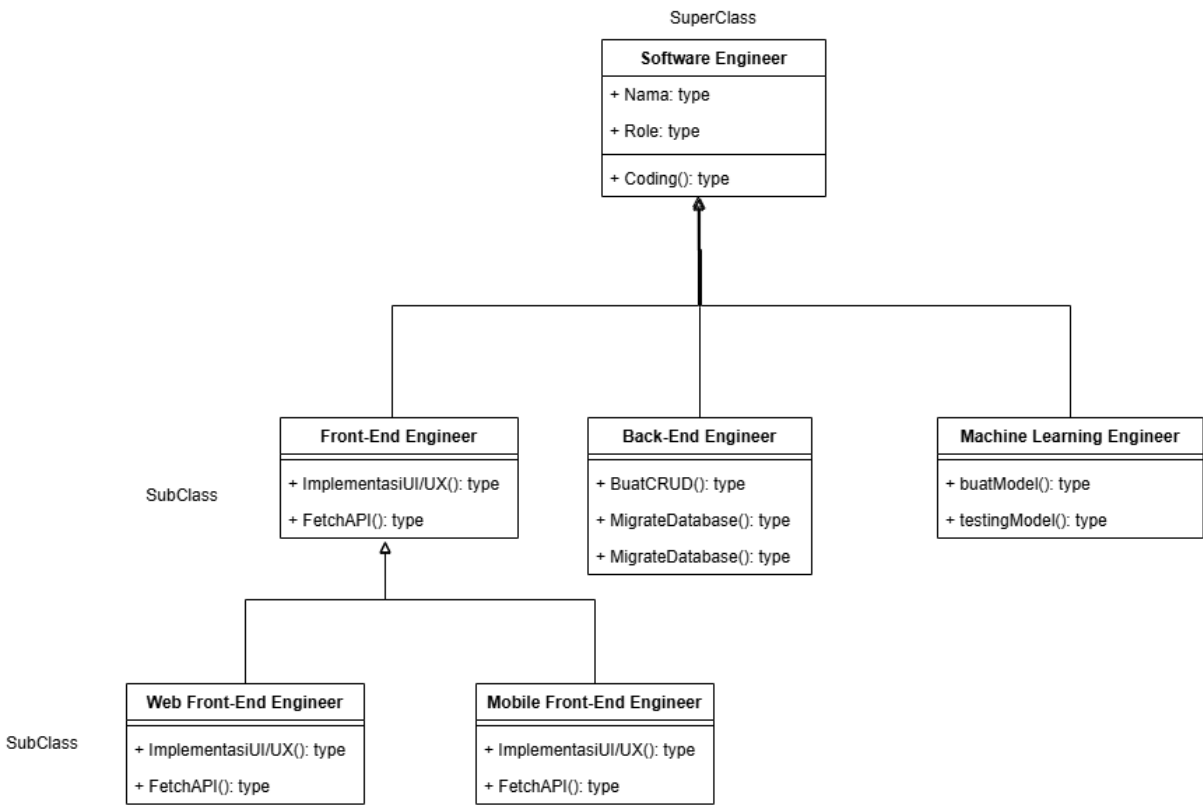 SuperClass
Software Engineer
+ Nama: type
+ Role: type
+ Coding(): type
Front-End Engineer
+ ImplementasiUI/UX(): type
+ FetchAPI(): type
Back-End Engineer
+ BuatCRUD(): type
+ MigrateDatabase(): type
+ MigrateDatabase(): type
Machine Learning Engineer
+ buatModel(): type
+ testingModel(): type
SubClass
Web Front-End Engineer
+ ImplementasiUI/UX(): type
+ FetchAPI(): type
Mobile Front-End Engineer
+ ImplementasiUI/UX(): type
+ FetchAPI(): type
SubClass